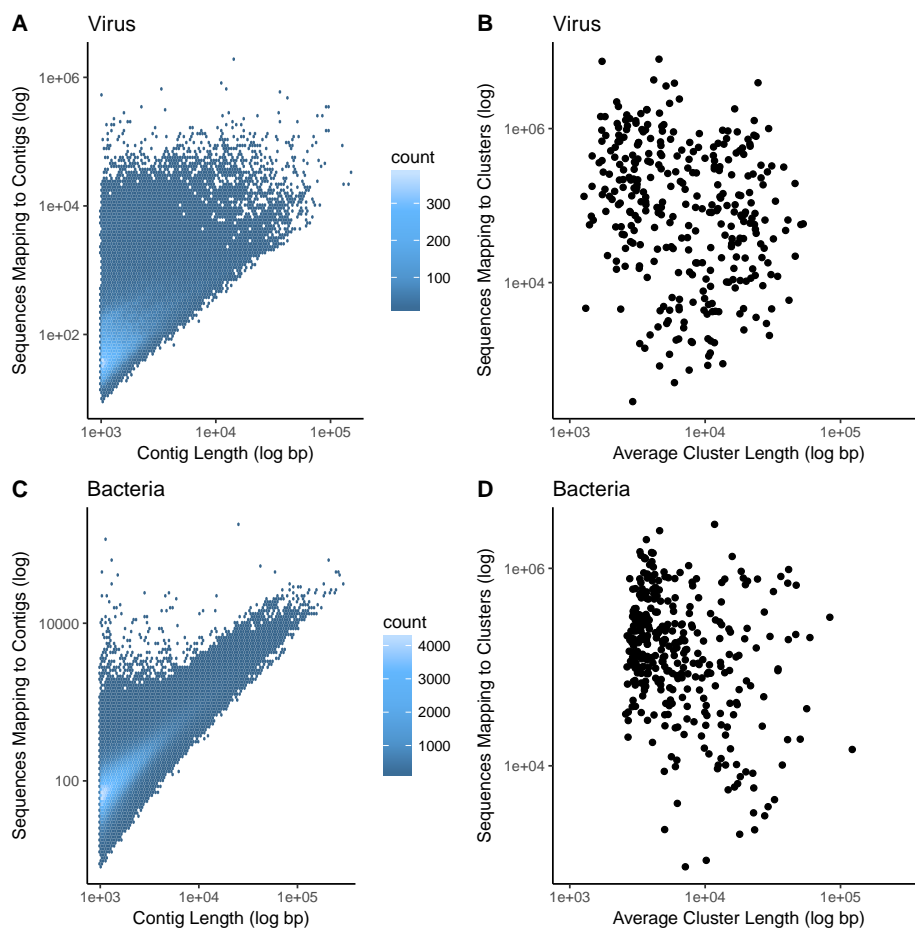 A Virus
Sequences Mapping to Contigs (log)
1e+06
1e+04
1e+02
1e+03 1e+04 1e+05
Contig Length (log bp)
count
300
200
100
B Virus
Sequences Mapping to Clusters (log)
1e+06
1e+04
1e+03 1e+04 1e+05
Average Cluster Length (log bp)
C Bacteria
Sequences Mapping to Contigs (log)
10000
100
1e+03 1e+04 1e+05
Contig Length (log bp)
count
4000
3000
2000
1000
D Bacteria
Sequences Mapping to Clusters (log)
1e+06
1e+04
1e+03 1e+04 1e+05
Average Cluster Length (log bp)